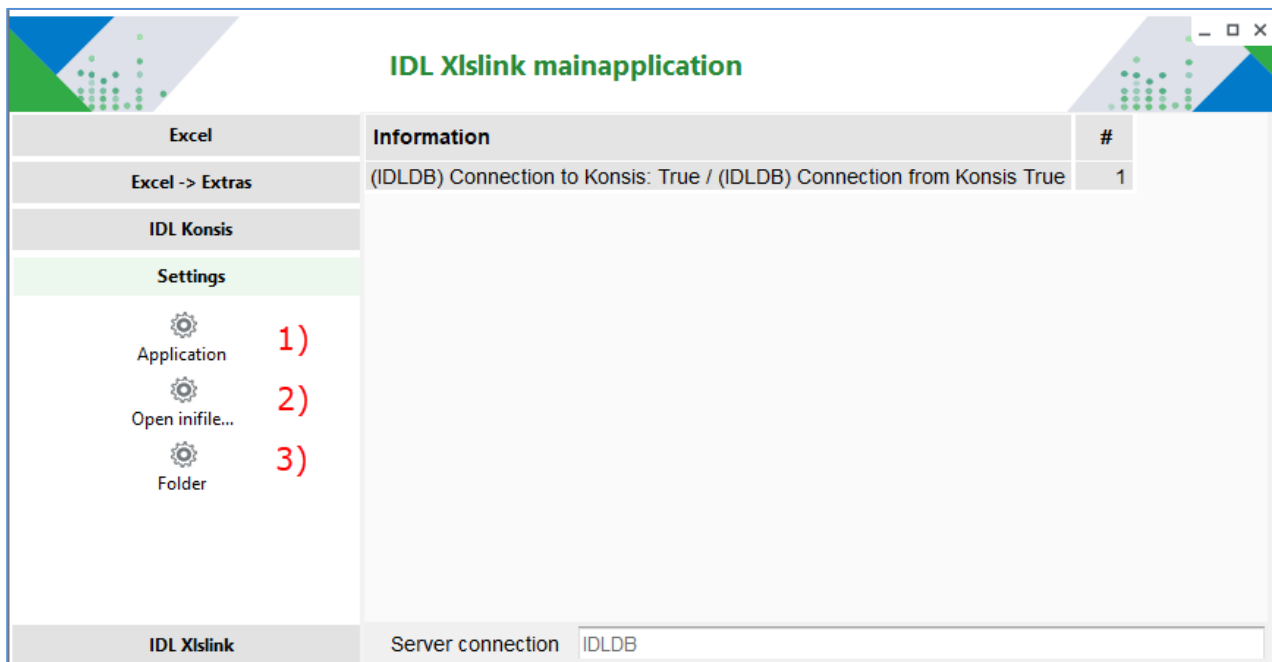 IDL Xlslink mainapplication
Excel
Excel -> Extras
IDL Konsis
Settings
Application 1)
Open inifile... 2)
Folder 3)
IDL Xlslink
Information #
(IDLDB) Connection to Konsis: True / (IDLDB) Connection from Konsis True 1
Server connection IDLDB